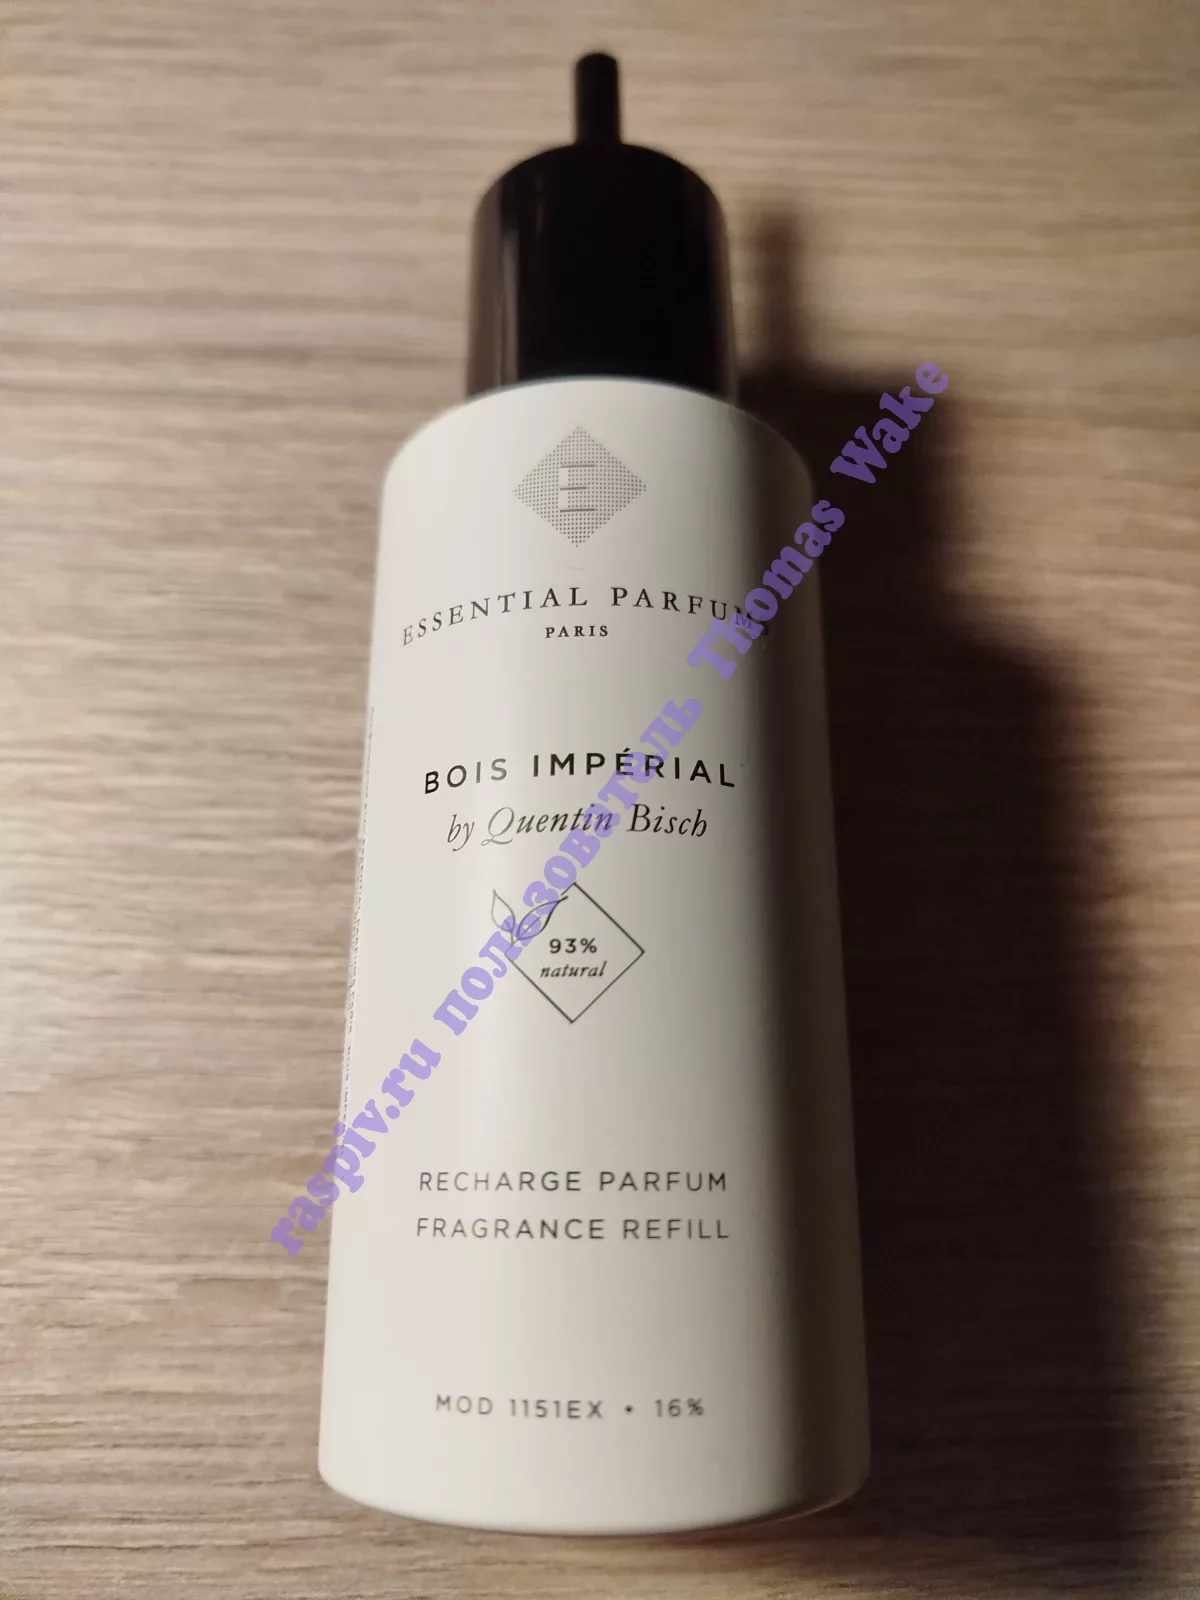 E
ESSENTIAL PARFUMS
PARIS
BOIS IMPÉRIAL
by Quentin Bisch
93%
natural
RECHARGE PARFUM
FRAGRANCE REFILL
MOD 1151EX • 16%
raspiv.ru пользователь Thomas Wake